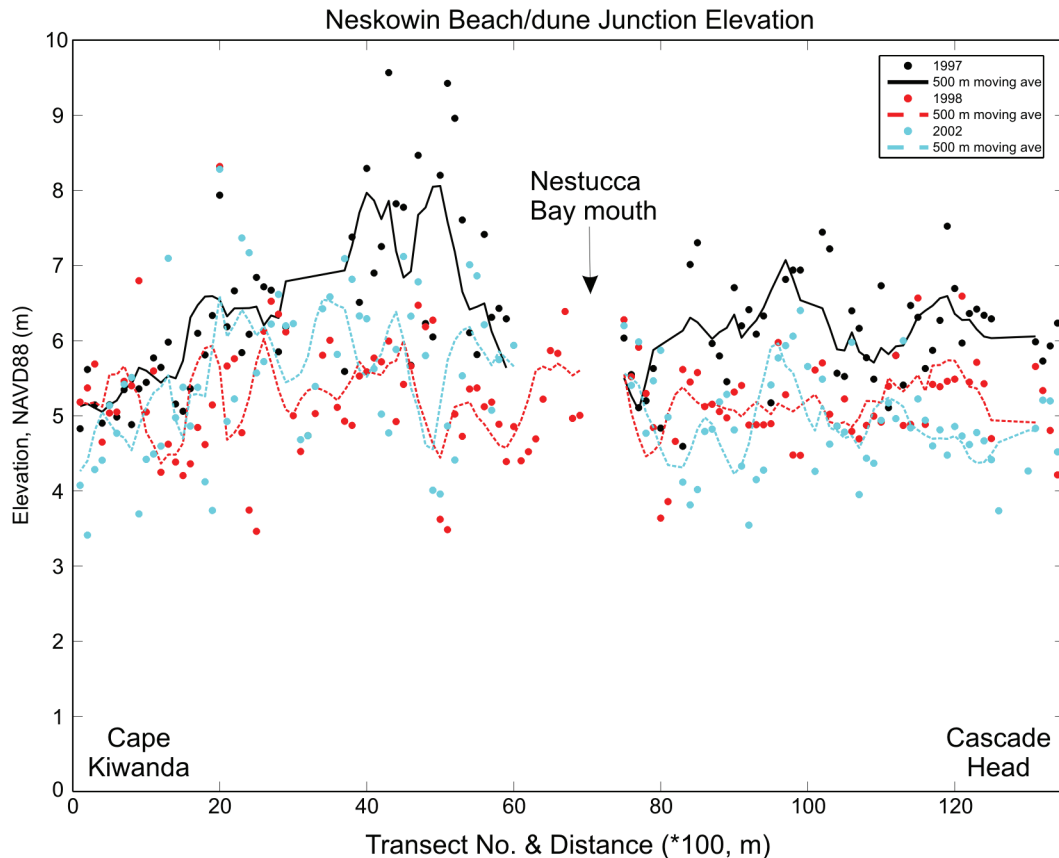 Neskowin Beach/dune Junction Elevation
10
9
8
7
6
5
4
3
2
1
0
Elevation, NAVD88 (m)
1997
500 m moving ave
1998
500 m moving ave
2002
500 m moving ave
Nestucca
Bay mouth
Cape
Kiwanda
Cascade
Head
0 20 40 60 80 100 120
Transect No. & Distance (*100, m)